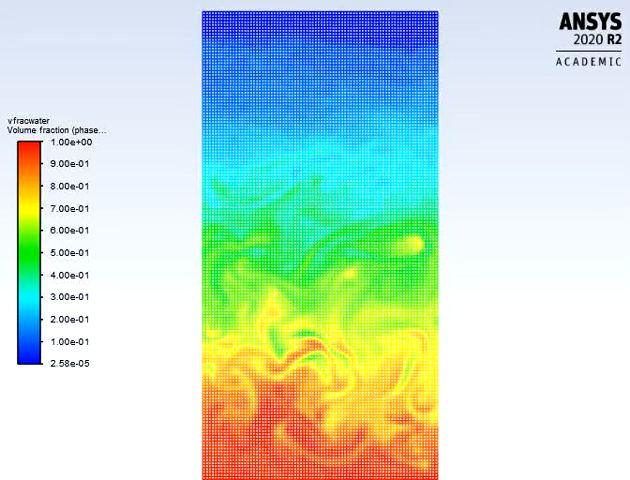 ANSYS
2020 R2
ACADEMIC
vfracwater
Volume fraction (phase...
1.00e+00
9.00e-01
8.00e-01
7.00e-01
6.00e-01
5.00e-01
4.00e-01
3.00e-01
2.00e-01
1.00e-01
2.58e-05